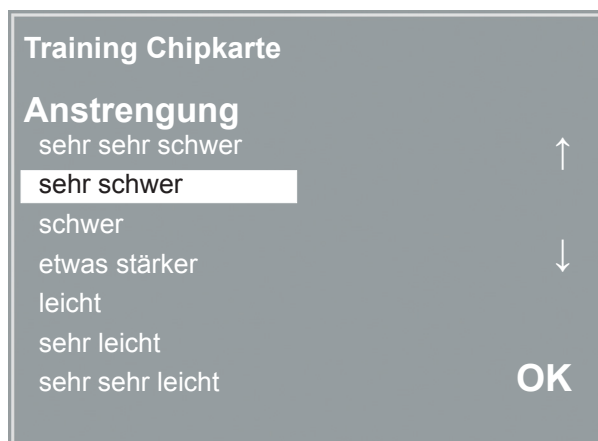 Training Chipkarte
Anstrengung
sehr sehr schwer
↑
sehr schwer
schwer
etwas stärker
↓
leicht
sehr leicht
sehr sehr leicht
OK